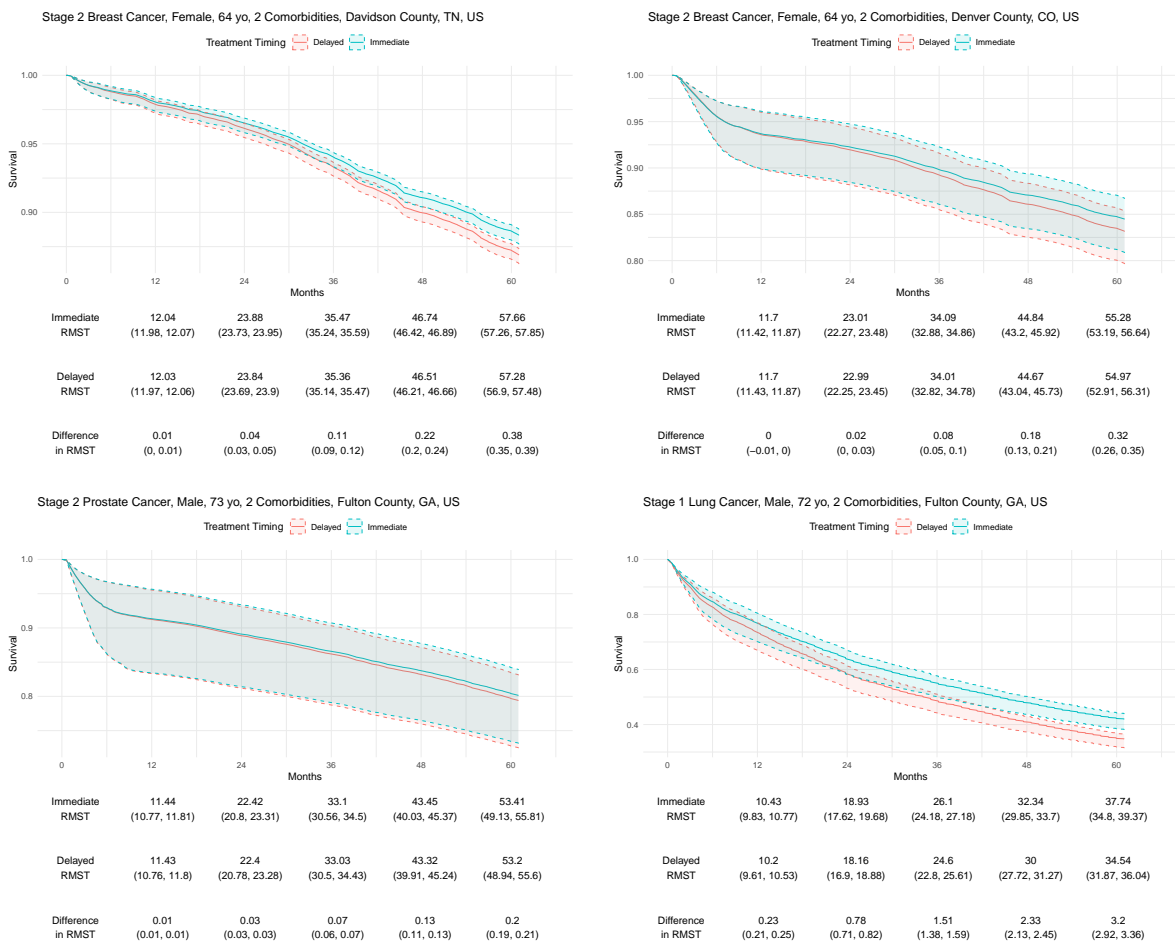 Stage 2 Breast Cancer, Female, 64 yo, 2 Comorbidities, Davidson County, TN, US
Treatment Timing Delayed Immediate
1.00
0.95
0.90
Survival
0 12 24 36 48 60
Months
Immediate 12.04 23.88 35.47 46.74 57.66
RMST (11.98, 12.07) (23.73, 23.95) (35.24, 35.59) (46.42, 46.89) (57.26, 57.85)
Delayed 12.03 23.84 35.36 46.51 57.28
RMST (11.97, 12.06) (23.69, 23.9) (35.14, 35.47) (46.21, 46.66) (56.9, 57.48)
Difference 0.01 0.04 0.11 0.22 0.38
in RMST (0, 0.01) (0.03, 0.05) (0.09, 0.12) (0.2, 0.24) (0.35, 0.39)
Stage 2 Breast Cancer, Female, 64 yo, 2 Comorbidities, Denver County, CO, US
Treatment Timing Delayed Immediate
1.00
0.95
0.90
0.85
0.80
Survival
0 12 24 36 48 60
Months
Immediate 11.7 23.01 34.09 44.84 55.28
RMST (11.42, 11.87) (22.27, 23.48) (32.88, 34.86) (43.2, 45.92) (53.19, 56.64)
Delayed 11.7 22.99 34.01 44.67 54.97
RMST (11.43, 11.87) (22.25, 23.45) (32.82, 34.78) (43.04, 45.73) (52.91, 56.31)
Difference 0 0.02 0.08 0.18 0.32
in RMST (−0.01, 0) (0, 0.03) (0.05, 0.1) (0.13, 0.21) (0.26, 0.35)
Stage 2 Prostate Cancer, Male, 73 yo, 2 Comorbidities, Fulton County, GA, US
Treatment Timing Delayed Immediate
1.0
0.9
0.8
Survival
0 12 24 36 48 60
Months
Immediate 11.44 22.42 33.1 43.45 53.41
RMST (10.77, 11.81) (20.8, 23.31) (30.56, 34.5) (40.03, 45.37) (49.13, 55.81)
Delayed 11.43 22.4 33.03 43.32 53.2
RMST (10.76, 11.8) (20.78, 23.28) (30.5, 34.43) (39.91, 45.24) (48.94, 55.6)
Difference 0.01 0.03 0.07 0.13 0.2
in RMST (0.01, 0.01) (0.03, 0.03) (0.06, 0.07) (0.11, 0.13) (0.19, 0.21)
Stage 1 Lung Cancer, Male, 72 yo, 2 Comorbidities, Fulton County, GA, US
Treatment Timing Delayed Immediate
1.0
0.8
0.6
0.4
Survival
0 12 24 36 48 60
Months
Immediate 10.43 18.93 26.1 32.34 37.74
RMST (9.83, 10.77) (17.62, 19.68) (24.18, 27.18) (29.85, 33.7) (34.8, 39.37)
Delayed 10.2 18.16 24.6 30 34.54
RMST (9.61, 10.53) (16.9, 18.88) (22.8, 25.61) (27.72, 31.27) (31.87, 36.04)
Difference 0.23 0.78 1.51 2.33 3.2
in RMST (0.21, 0.25) (0.71, 0.82) (1.38, 1.59) (2.13, 2.45) (2.92, 3.36)